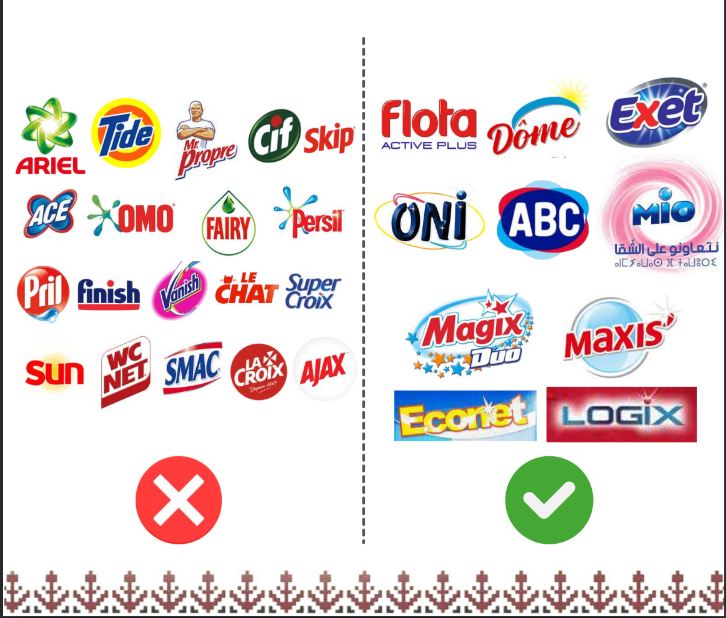 ARIEL
Tide
Mr. Propre
Cif
Skip
ACE
OMO
FAIRY
Persil
Pril
finish
Vanish
LE CHAT
Super Croix
Sun
WC NET
SMAC
LA CROiX
Depuis
AJAX
Flota
ACTIVE PLUS
Dôme
Exet
ONi
ABC
MiO
نتعاونو على الشقا
Magix
Duo
MAXiS
Econet
LOGiX